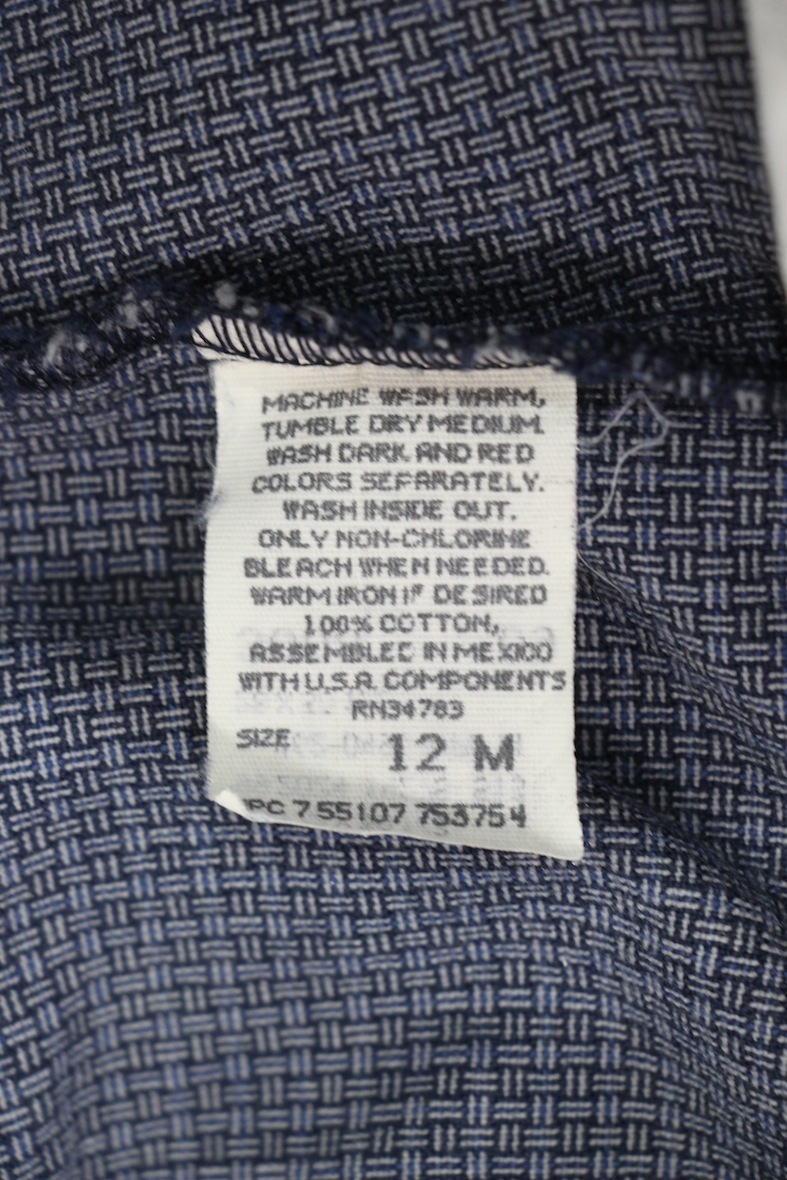 MACHINE WASH WARM,
TUMBLE DRY MEDIUM.
WASH DARK AND RED
COLORS SEPARATELY.
WASH INSIDE OUT.
ONLY NON-CHLORINE
BLEACH WHEN NEEDED.
WARM IRON IF DESIRED
100% COTTON,
ASSEMBLED IN MEXICO
WITH U.S.A. COMPONENTS
RN34783
SIZE 12 M
PC 7 55107 753754